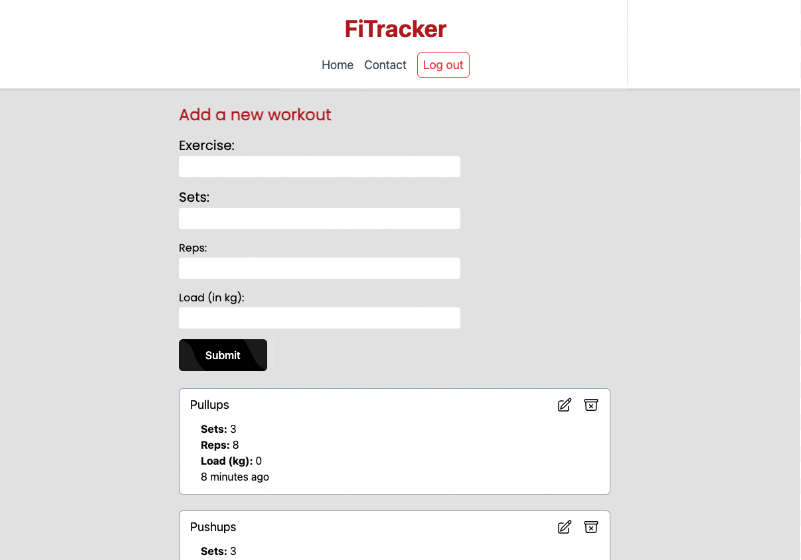 FiTracker
Home Contact Log out
Add a new workout
Exercise:
Sets:
Reps:
Load (in kg):
Submit
Pullups
Sets: 3
Reps: 8
Load (kg): 0
8 minutes ago
Pushups
Sets: 3